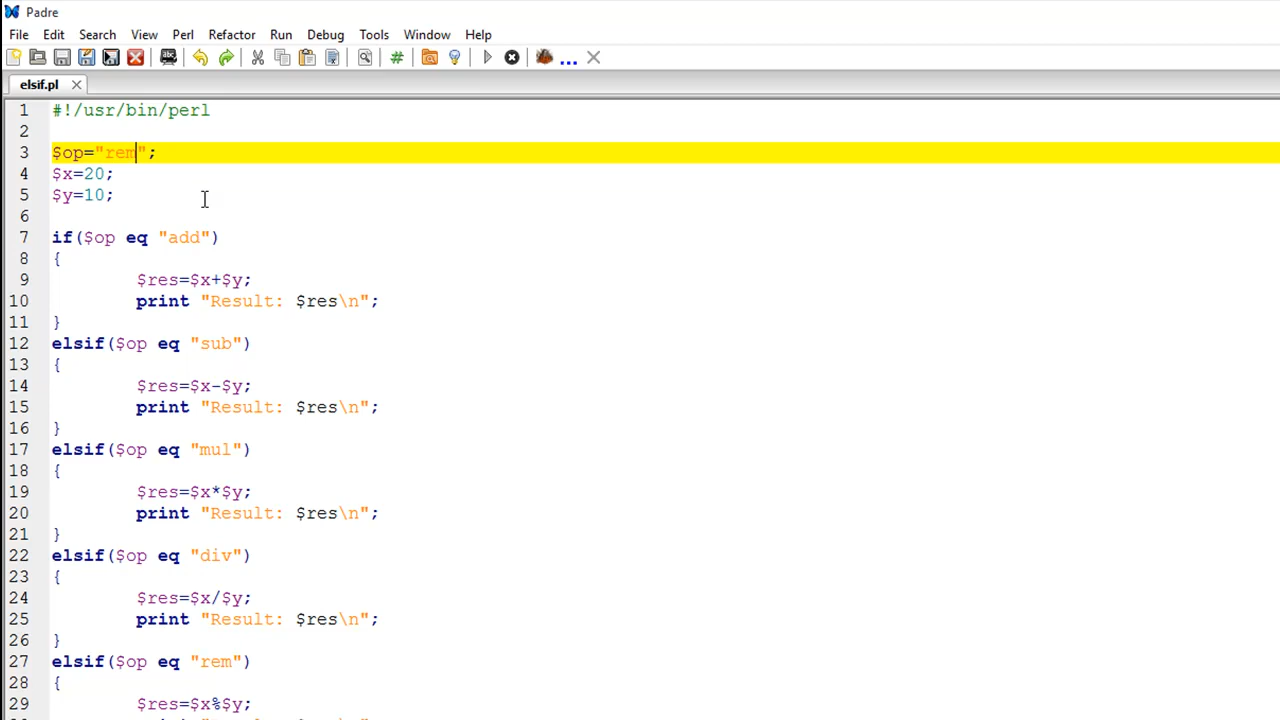 Padre
File Edit Search View Perl Refactor Run Debug Tools Window Help
elsif.pl
1 #!/usr/bin/perl
2
3 $op="rem";
4 $x=20;
5 $y=10;
6
7 if($op eq "add")
8 {
9 $res=$x+$y;
10 print "Result: $res\n";
11 }
12 elsif($op eq "sub")
13 {
14 $res=$x-$y;
15 print "Result: $res\n";
16 }
17 elsif($op eq "mul")
18 {
19 $res=$x*$y;
20 print "Result: $res\n";
21 }
22 elsif($op eq "div")
23 {
24 $res=$x/$y;
25 print "Result: $res\n";
26 }
27 elsif($op eq "rem")
28 {
29 $res=$x%$y;